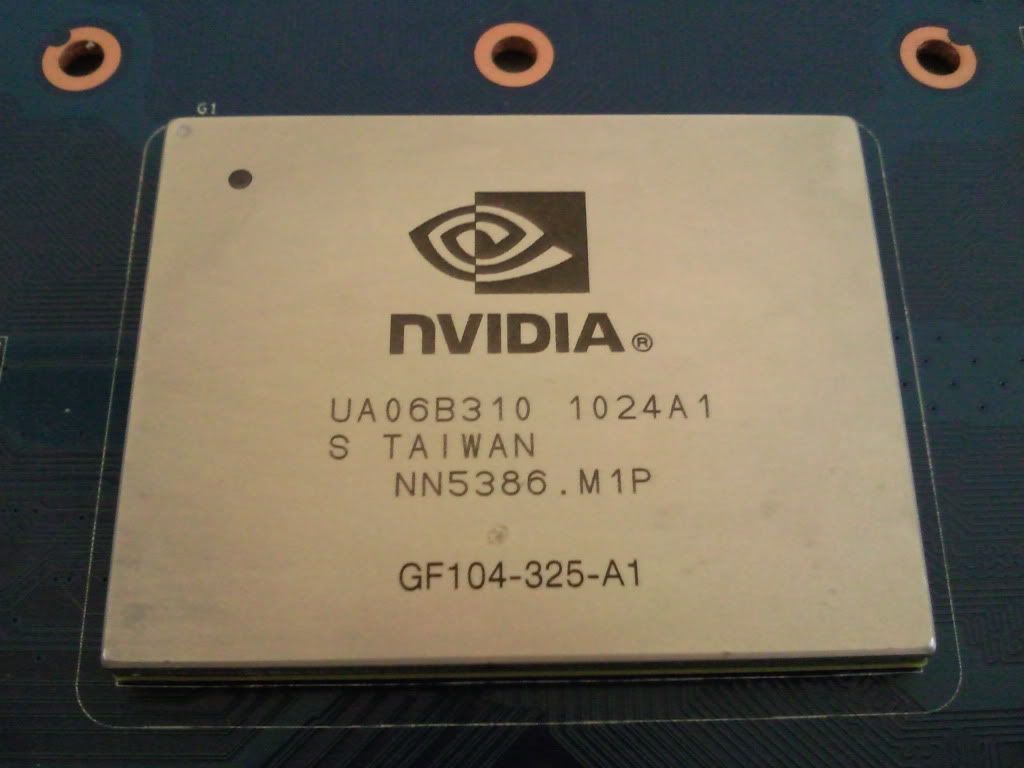 G1
NVIDIA®
UA06B310 1024A1
S TAIWAN
NN5386.M1P
GF104-325-A1